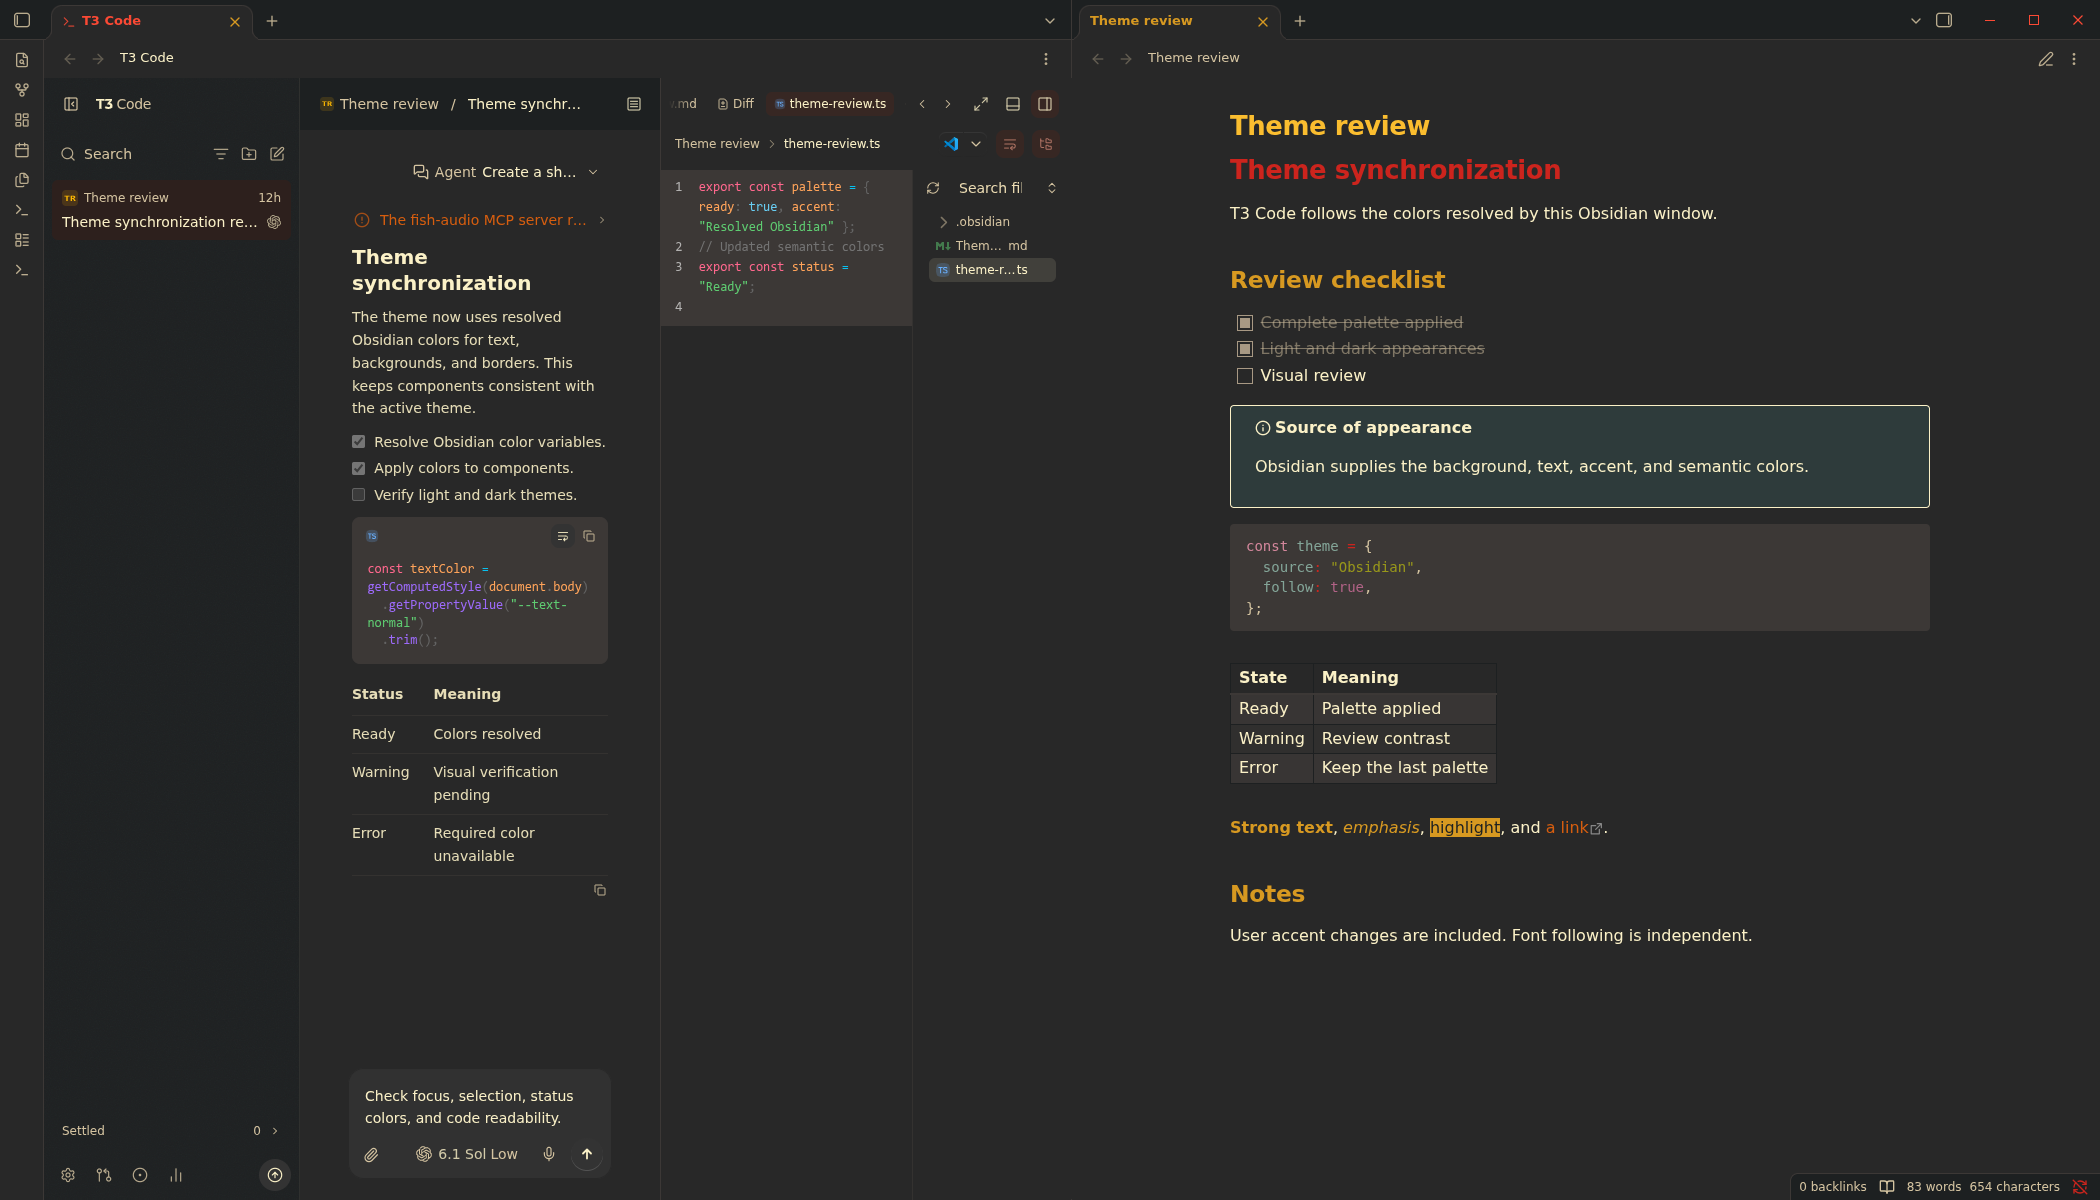 T3 Code
Theme review
T3 Code
Theme review
T3 Code
Search
TR Theme review 12h
Theme synchronization re...
Settled 0
TR Theme review / Theme synchr...
Agent Create a sh...
The fish-audio MCP server r...
Theme
synchronization
The theme now uses resolved
Obsidian colors for text,
backgrounds, and borders. This
keeps components consistent with
the active theme.
Resolve Obsidian color variables.
Apply colors to components.
Verify light and dark themes.
TS
const textColor =
getComputedStyle(document.body)
.getPropertyValue("--text-
normal")
.trim();
Status Meaning
Ready Colors resolved
Warning Visual verification
pending
Error Required color
unavailable
Check focus, selection, status
colors, and code readability.
6.1 Sol Low
.md Diff TS theme-review.ts
Theme review > theme-review.ts
1 export const palette = {
ready: true, accent:
"Resolved Obsidian" };
2 // Updated semantic colors
3 export const status =
"Ready";
4
Search fil
.obsidian
M↓ Them... md
TS theme-r...ts
Theme review
Theme synchronization
T3 Code follows the colors resolved by this Obsidian window.
Review checklist
Complete palette applied
Light and dark appearances
Visual review
Source of appearance
Obsidian supplies the background, text, accent, and semantic colors.
const theme = {
source: "Obsidian",
follow: true,
};
State Meaning
Ready Palette applied
Warning Review contrast
Error Keep the last palette
Strong text, emphasis, highlight, and a link.
Notes
User accent changes are included. Font following is independent.
0 backlinks 83 words 654 characters